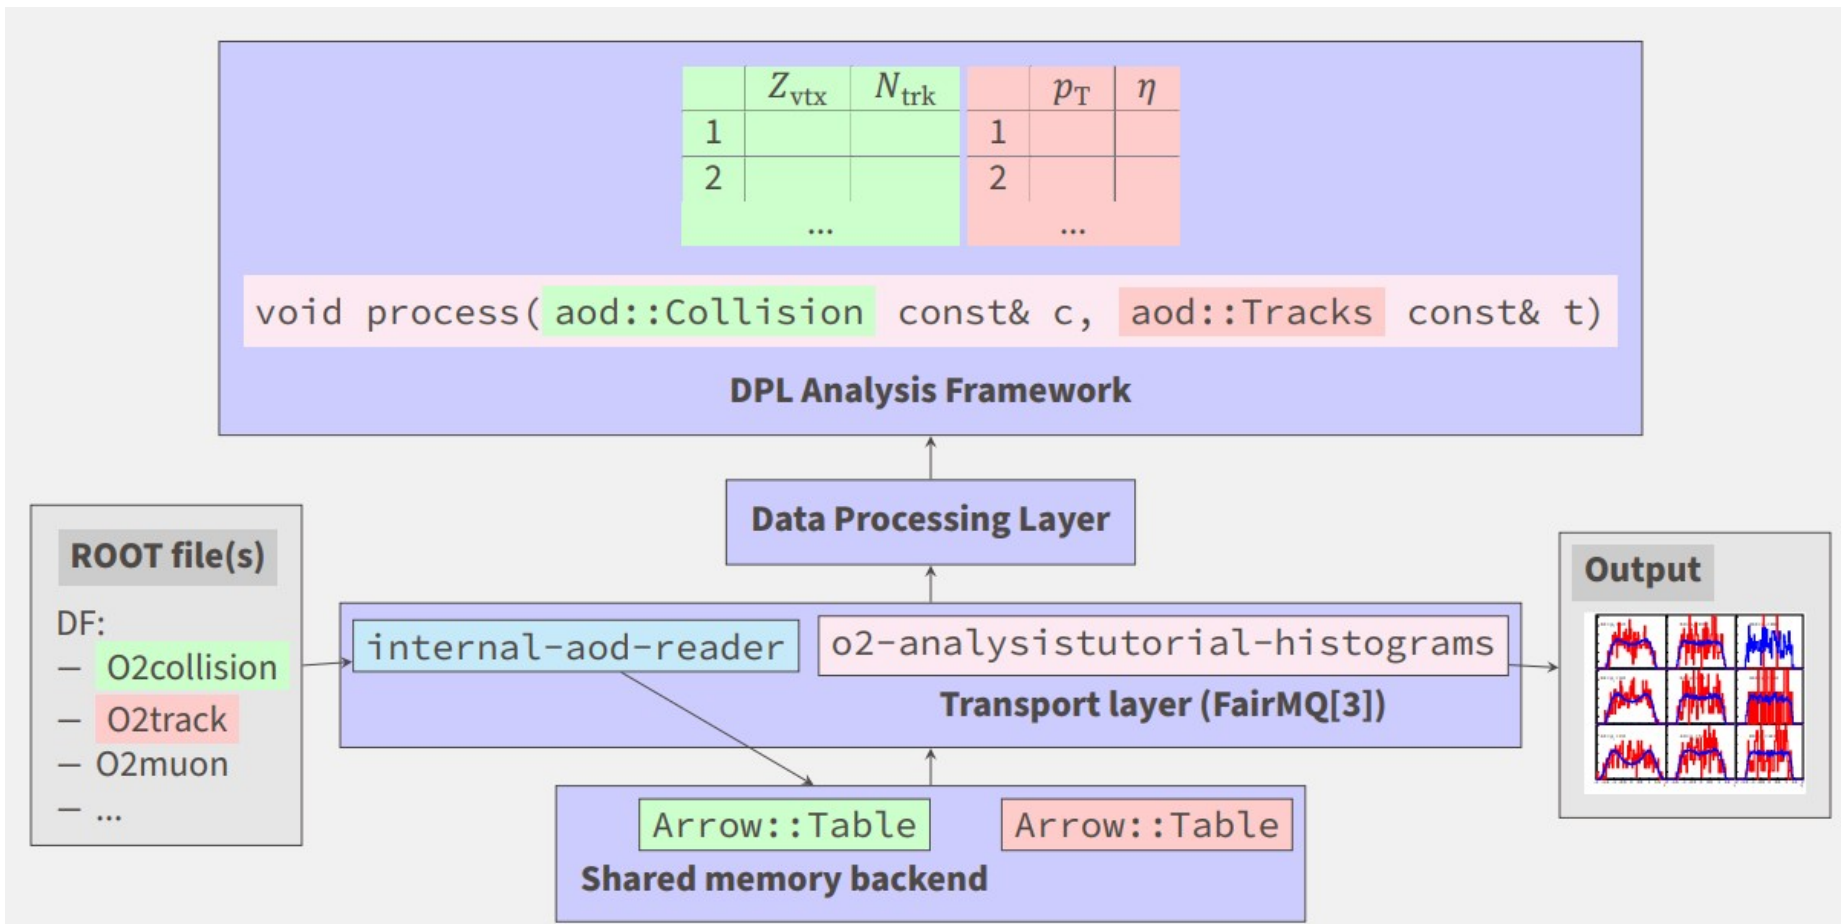 Z_vtx N_trk p_T η
1 1
2 2
... ...
void process(aod::Collision const& c, aod::Tracks const& t)
DPL Analysis Framework
Data Processing Layer
ROOT file(s)
DF:
– O2collision
– O2track
– O2muon
– ...
internal-aod-reader
o2-analysistutorial-histograms
Transport layer (FairMQ[3])
Arrow::Table
Arrow::Table
Shared memory backend
Output